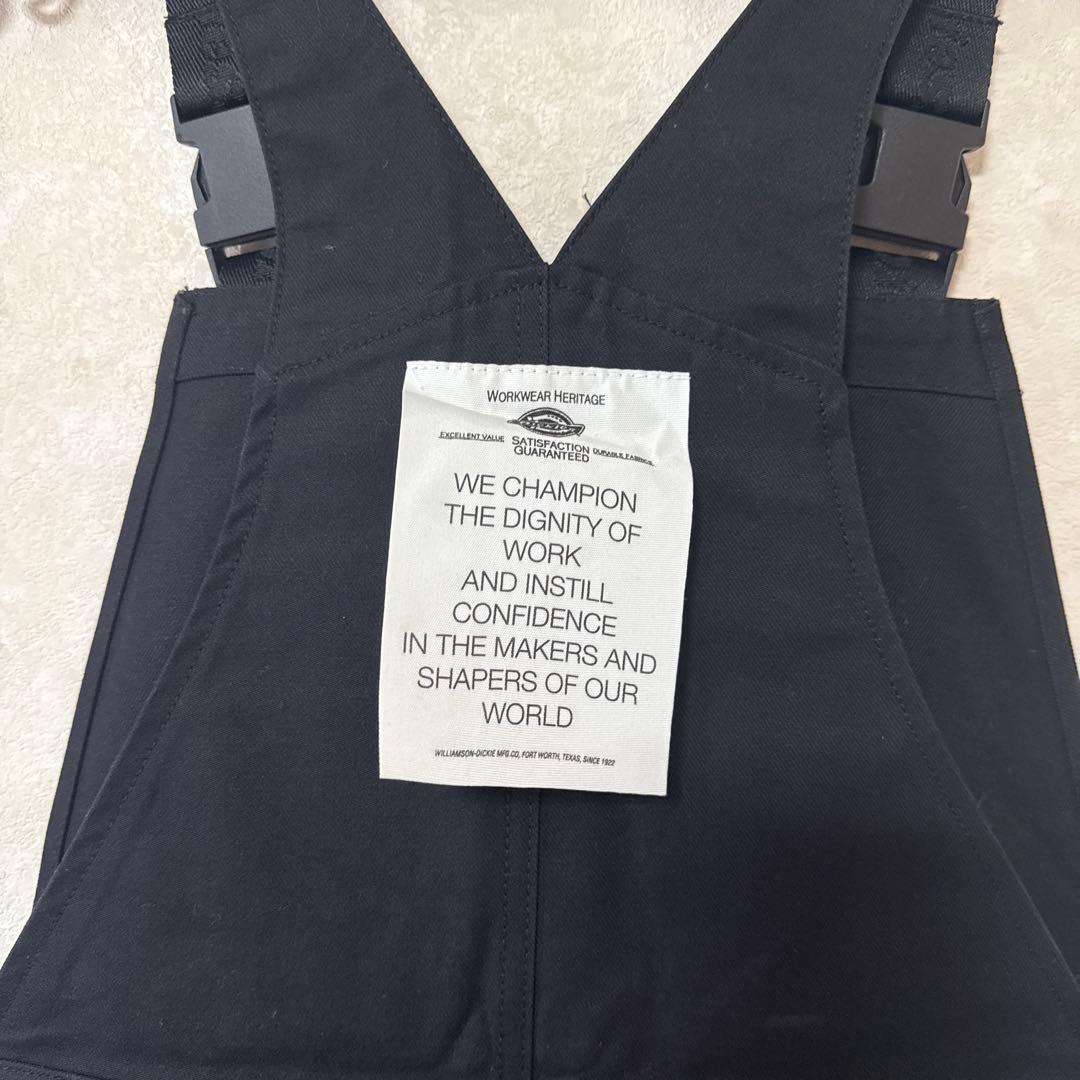 WORKWEAR HERITAGE
Dickies
EXCELLENT VALUE SATISFACTION GUARANTEED DURABLE FABRICS
WE CHAMPION
THE DIGNITY OF
WORK
AND INSTILL
CONFIDENCE
IN THE MAKERS AND
SHAPERS OF OUR
WORLD
WILLIAMSON-DICKIE MFG.CO, FORT WORTH, TEXAS, SINCE 1922